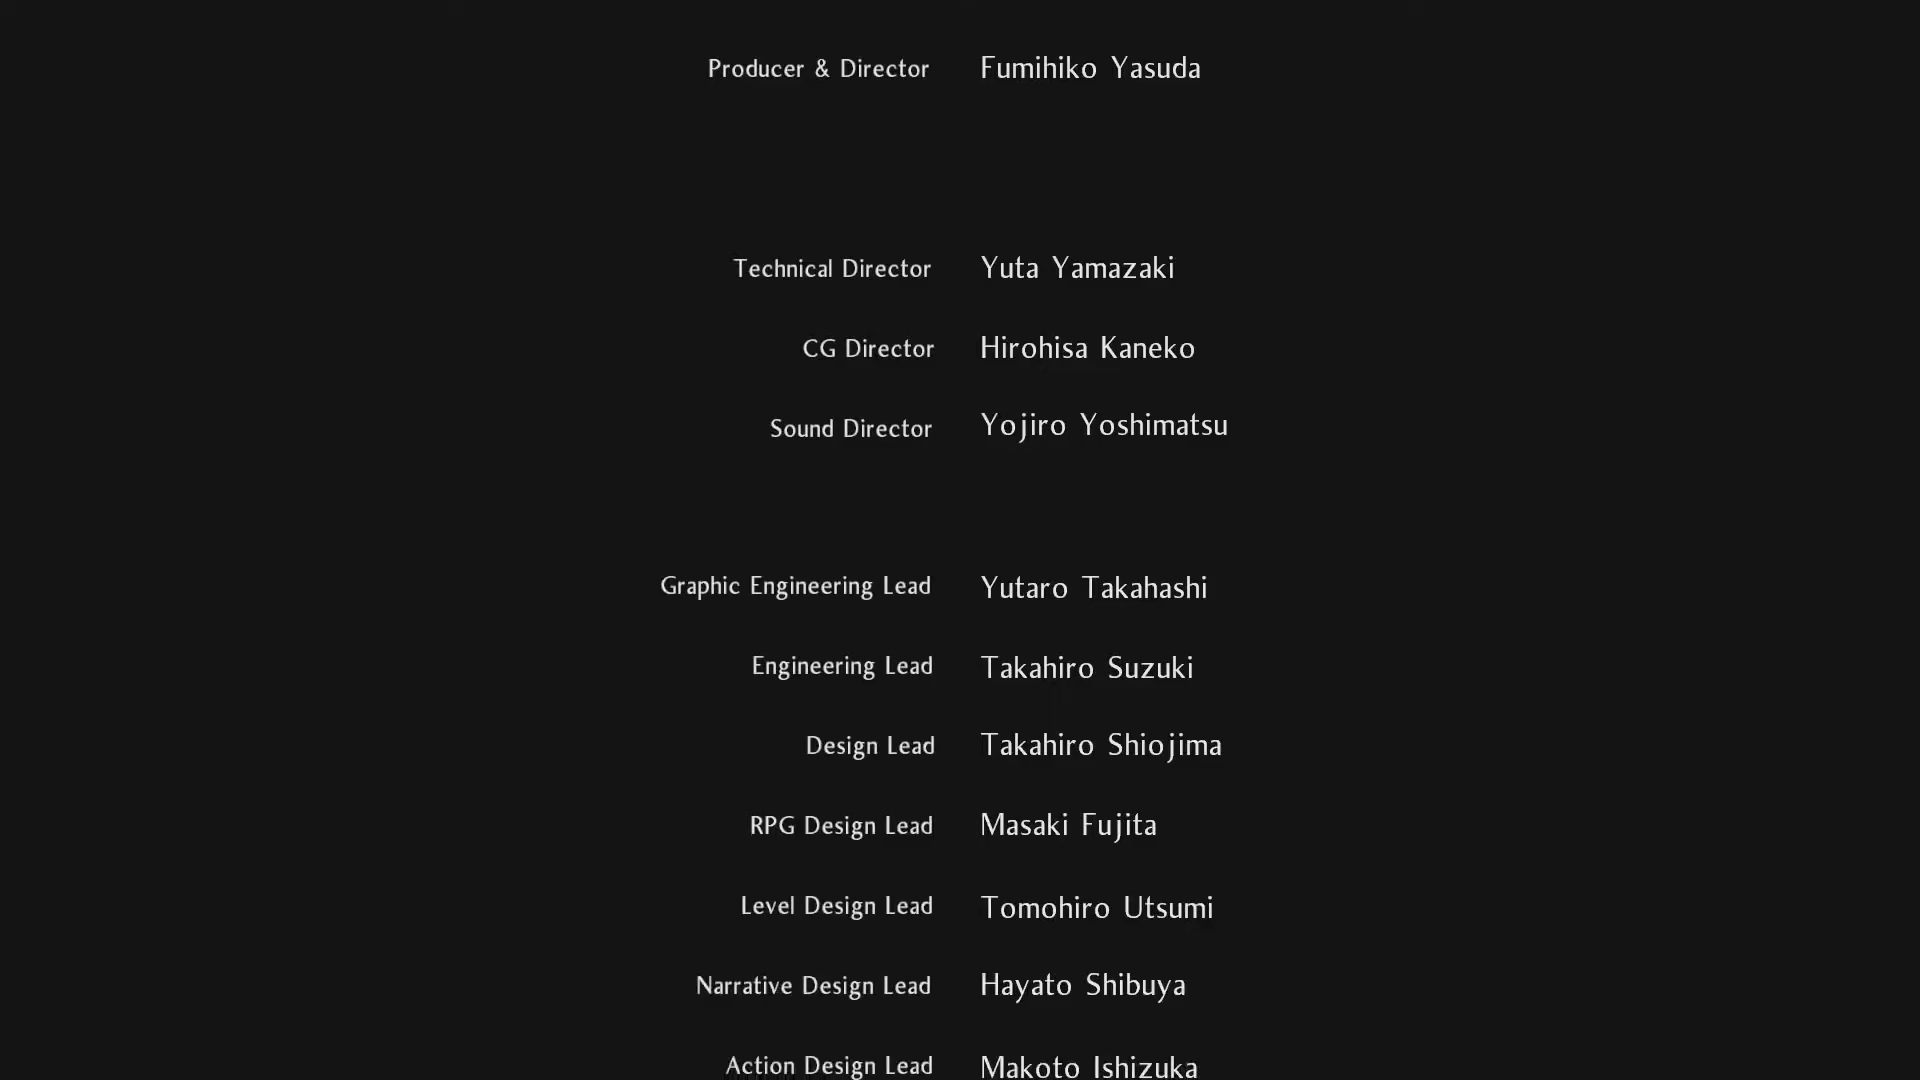 Producer & Director Fumihiko Yasuda
Technical Director Yuta Yamazaki
CG Director Hirohisa Kaneko
Sound Director Yojiro Yoshimatsu
Graphic Engineering Lead Yutaro Takahashi
Engineering Lead Takahiro Suzuki
Design Lead Takahiro Shiojima
RPG Design Lead Masaki Fujita
Level Design Lead Tomohiro Utsumi
Narrative Design Lead Hayato Shibuya
Action Design Lead Makoto Ishizuka